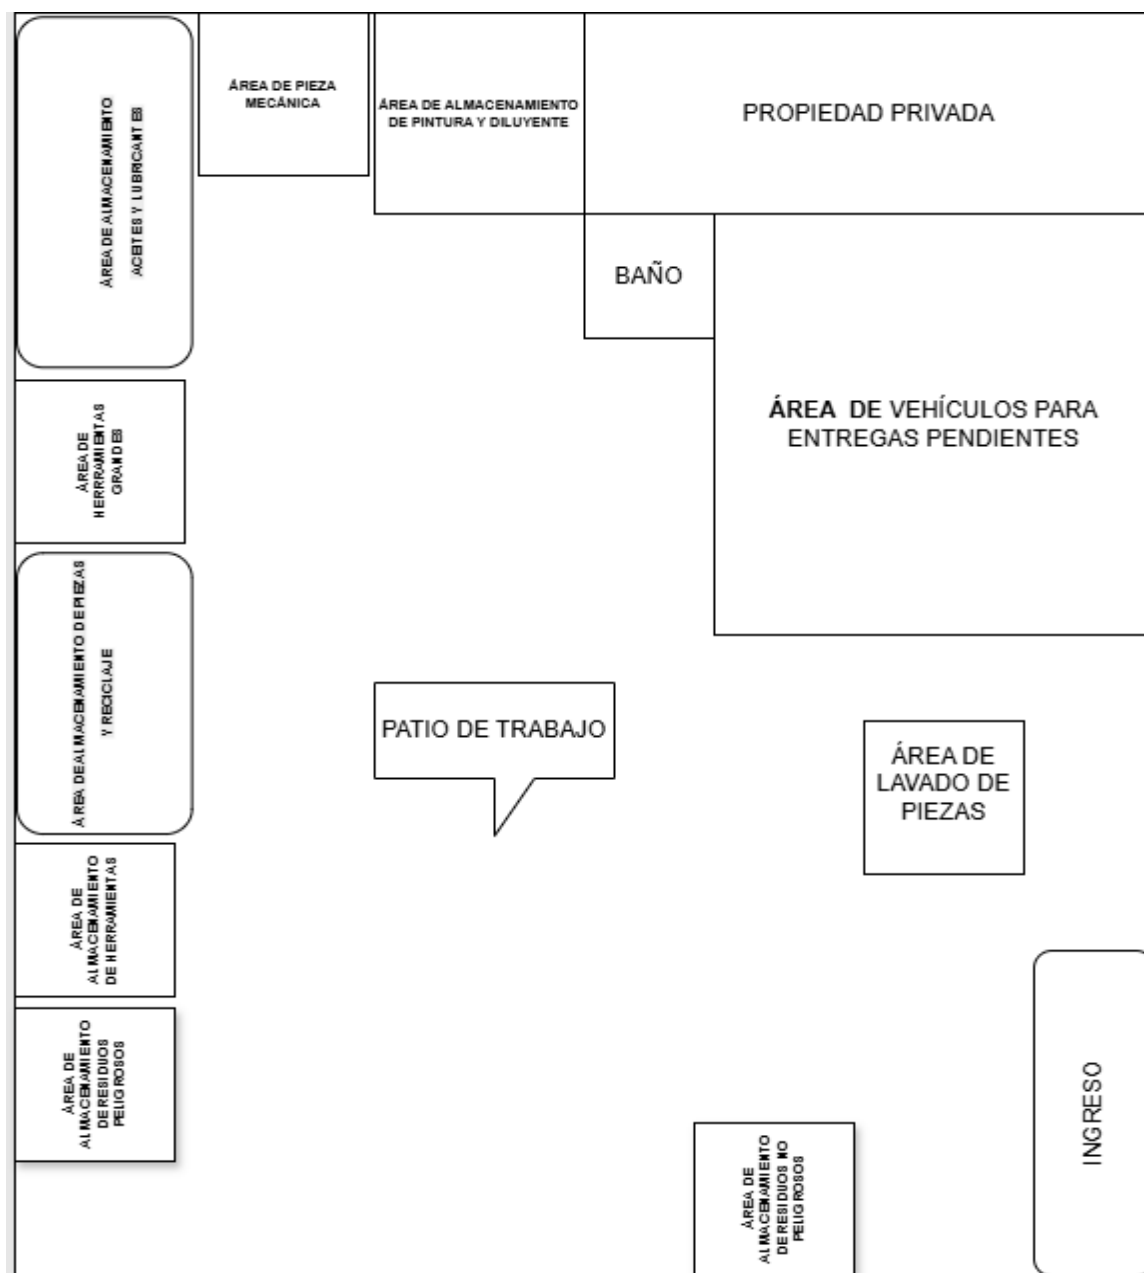 ÁREA DE ALMACENAMIENTO
ACEITES Y LUBRICANTES
ÁREA DE PIEZA
MECÁNICA
ÁREA DE ALMACENAMIENTO
DE PINTURA Y DILUYENTE
PROPIEDAD PRIVADA
BAÑO
ÁREA DE VEHÍCULOS PARA
ENTREGAS PENDIENTES
ÁREA DE
HERRRAMIENTAS
GRANDES
ÁREA DE ALMACENAMIENTO DE PIEZAS
Y RECICLAJE
PATIO DE TRABAJO
ÁREA DE
LAVADO DE
PIEZAS
ÁREA DE
ALMACENAMIENTO
DE HERRAMIENTAS
ÁREA DE
ALMACENAMIENTO
DE RESIDUOS
PELIGROSOS
ÁREA DE
ALMACENAMIENTO
DE RESIDUOS NO
PELIGROSOS
INGRESO